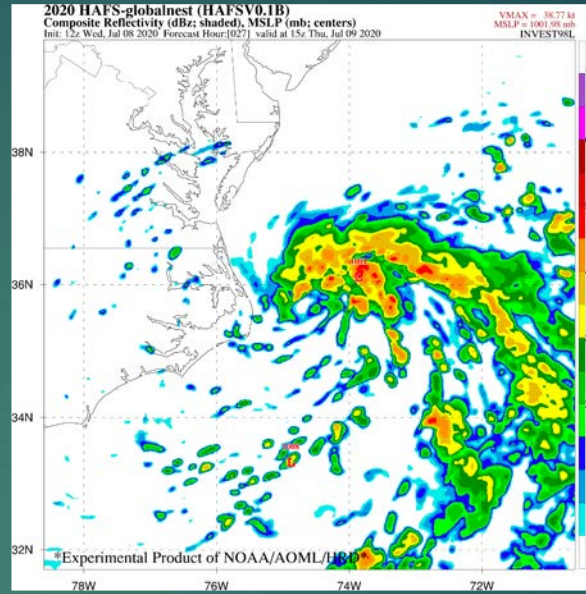 2020 HAFS-globalnest (HAFSV0.1B)
Composite Reflectivity (dBz; shaded), MSLP (mb; centers)
Init: 12z Wed, Jul 08 2020 Forecast Hour:[027] valid at 15z Thu, Jul 09 2020
VMAX = 38.77 kt
MSLP = 1001.98 mb
INVEST98L
38N
36N
34N
32N
*Experimental Product of NOAA/AOML/HRD*
78W
76W
74W
72W